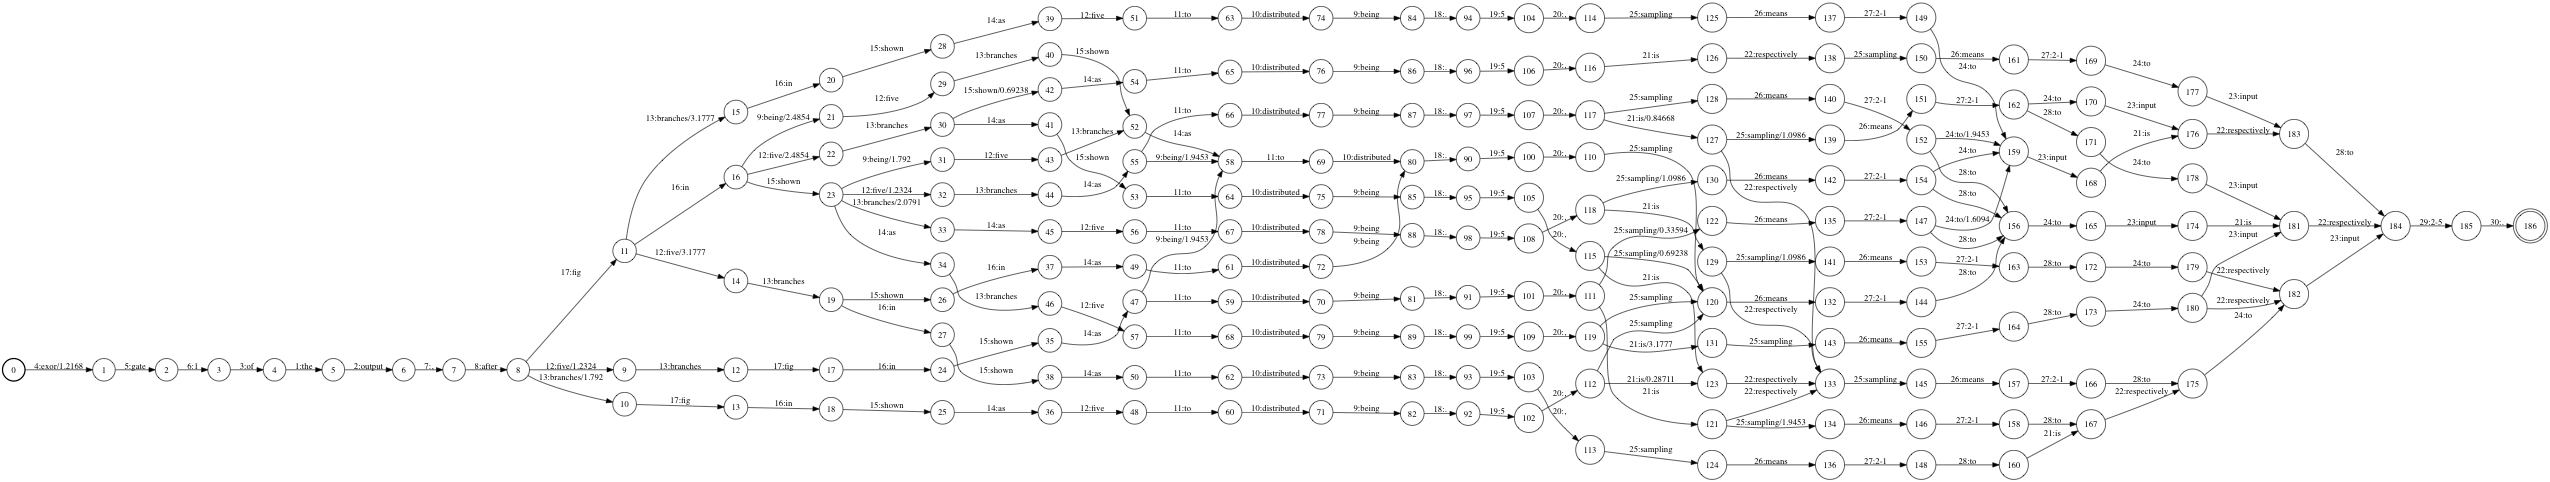 39 12:five 51 11:to 63 10:distributed 74 9:being 84 18:. 94 19:5 104 20:, 114 25:sampling 125 26:means 137 27:2-1 149
14:as
15:shown 28
13:branches 40 15:shown
21:is 126 22:respectively 138 25:sampling 150 26:means 161 27:2-1 169 24:to
54 11:to 65 10:distributed 76 9:being 86 18:. 96 19:5 106 20:, 116
24:to
16:in 20
29 15:shown/0.69238 42 14:as
12:five
177 23:input
25:sampling 128 26:means 140 27:2-1 151 27:2-1 162 24:to 170 23:input
28:to
13:branches/3.1777 15 9:being/2.4854 21
11:to 66 10:distributed 77 9:being 87 18:. 97 19:5 107 20:, 117 21:is/0.84668
13:branches 30 14:as 41 13:branches 52 14:as
26:means
21:is 176 22:respectively 183
127 25:sampling/1.0986 139 152 24:to/1.9453
171
12:five/2.4854 22
9:being/1.792 31 12:five 43 15:shown
55 9:being/1.9453 58 11:to 69 10:distributed 80 18:. 90 19:5 100 20:, 110 25:sampling
24:to 159 23:input
24:to
16 15:shown 23
28:to
28:to
16:in
25:sampling/1.0986 130 26:means 142 27:2-1 154
28:to
168 178
12:five/1.2324 32 13:branches 44 14:as
22:respectively
53 11:to 64 10:distributed 75 9:being 85 18:. 95 19:5 105
13:branches/2.0791
23:input
118 21:is
33 14:as 45 12:five 56 11:to 67 10:distributed 78 9:being 88 18:. 98 19:5 108 20:,
20:,
25:sampling/0.33594 122 26:means 135 27:2-1 147 24:to/1.6094
28:to
156 24:to 165 23:input 174 21:is 181 22:respectively 184 29:2-5 185 30:. 186
14:as
9:being/1.9453
9:being
23:input
23:input
28:to
11 12:five/3.1777
115 25:sampling/0.69238
34 16:in 37 14:as 49 11:to 61 10:distributed 72
129 25:sampling/1.0986 141 26:means 153 27:2-1 163 28:to 172 24:to 179 22:respectively
28:to
17:fig
21:is
14 13:branches 19 15:shown 26 13:branches 46 12:five
47 11:to 59 10:distributed 70 9:being 81 18:. 91 19:5 101 20:, 111
25:sampling 120 26:means 132 27:2-1 144
22:respectively
180 22:respectively 182
24:to
16:in
28:to 173 24:to
25:sampling
27 15:shown 35 14:as 57 11:to 68 10:distributed 79 9:being 89 18:. 99 19:5 109 20:, 119 21:is/3.1777 131 25:sampling 143 26:means 155 27:2-1 164
0 4:exor/1.2168 1 5:gate 2 6:1 3 3:of 4 1:the 5 2:output 6 7:, 7 8:after 8 12:five/1.2324 9 13:branches 12 17:fig 17 16:in 24
13:branches/1.792
15:shown 38 14:as 50 11:to 62 10:distributed 73 9:being 83 18:. 93 19:5 103
112 21:is/0.28711 123 22:respectively 133 25:sampling 145 26:means 157 27:2-1 166 28:to 175
21:is
22:respectively
22:respectively
20:,
10 17:fig 13 16:in 18 15:shown 25 14:as 36 12:five 48 11:to 60 10:distributed 71 9:being 82 18:. 92 19:5 102
20:,
121 25:sampling/1.9453 134 26:means 146 27:2-1 158 28:to 167
21:is
113 25:sampling 124 26:means 136 27:2-1 148 28:to 160